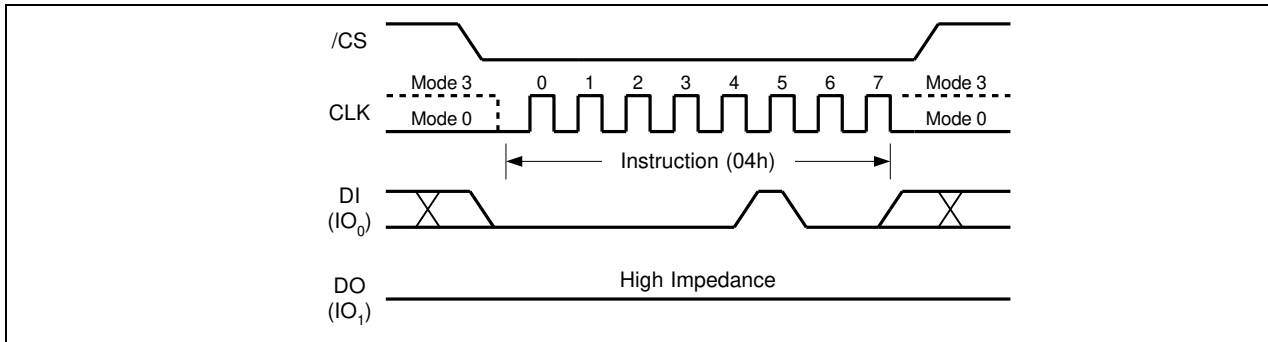 /CS
Mode 3 0 1 2 3 4 5 6 7 Mode 3
CLK
Mode 0 Mode 0
Instruction (04h)
DI
(IO0)
High Impedance
DO
(IO1)